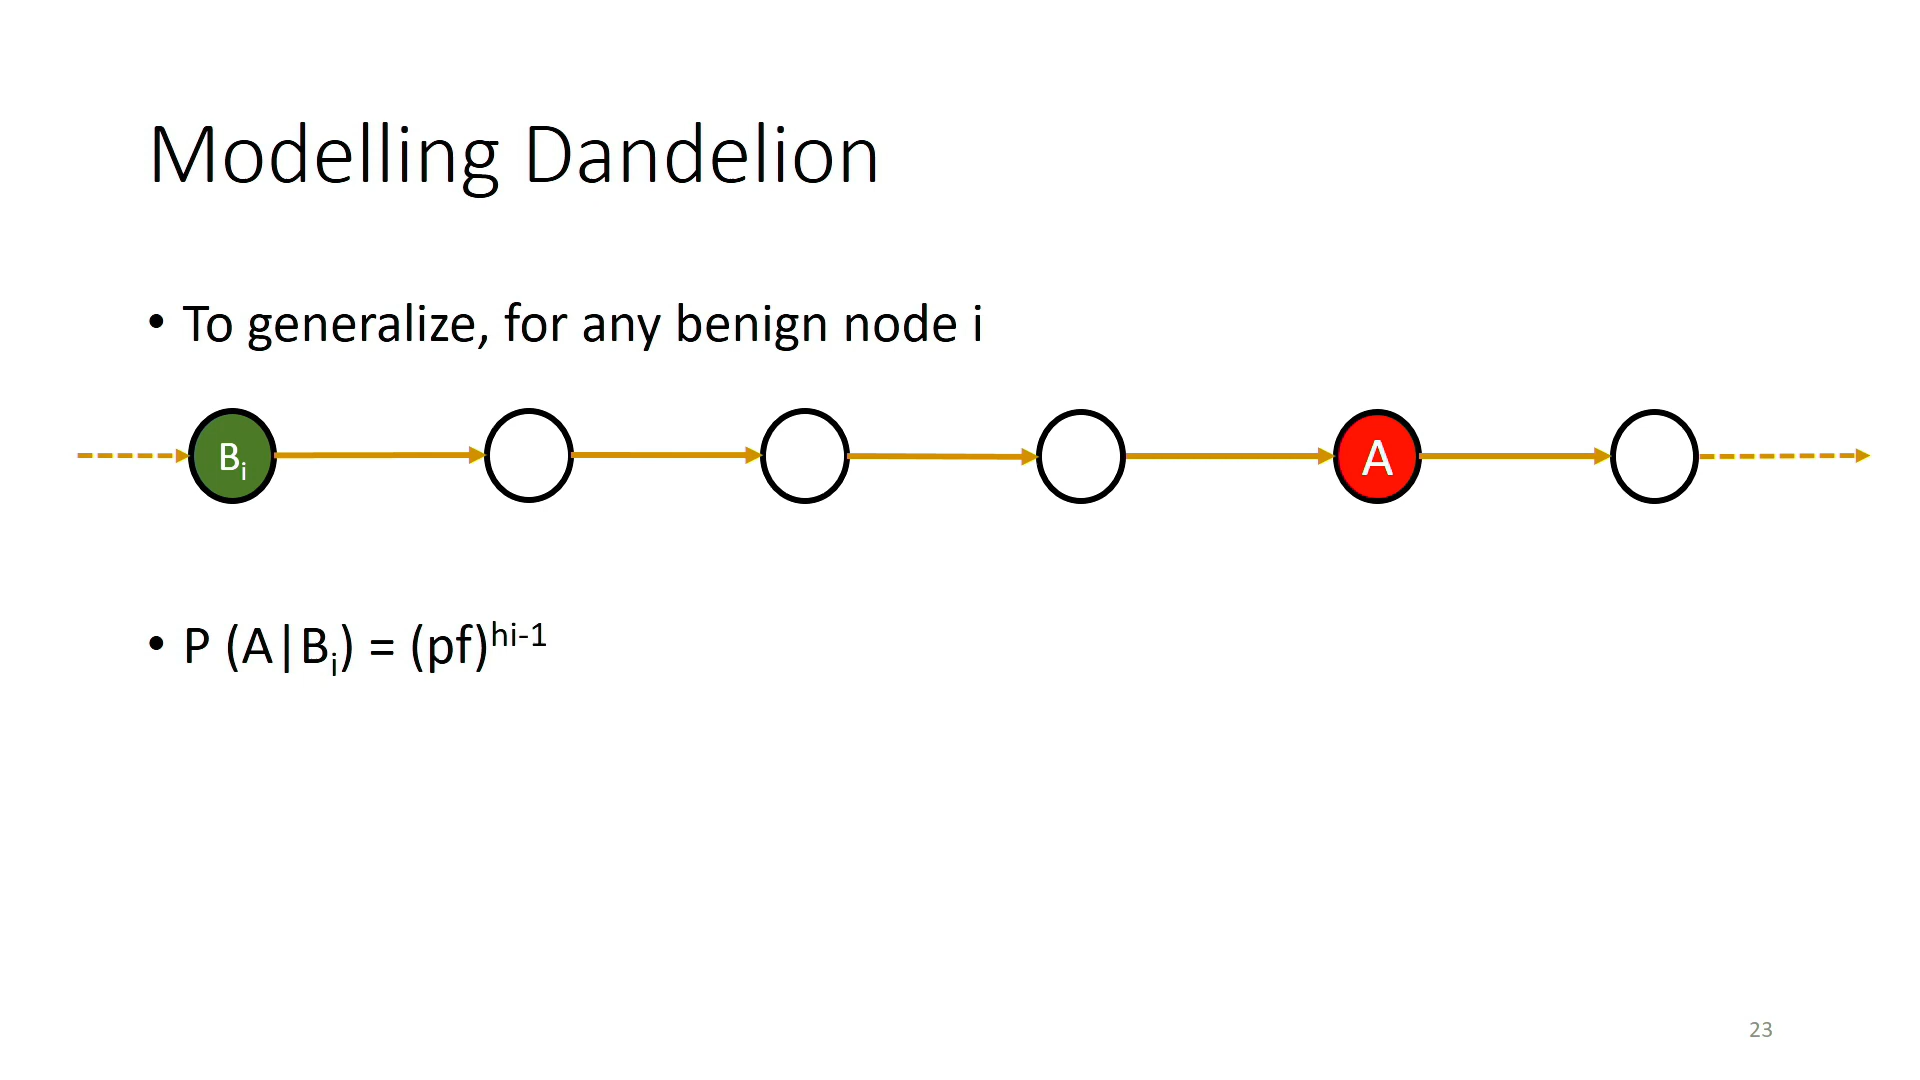 Modelling Dandelion
• To generalize, for any benign node i
Bi A
• P (A|Bi) = (pf)hi-1
23